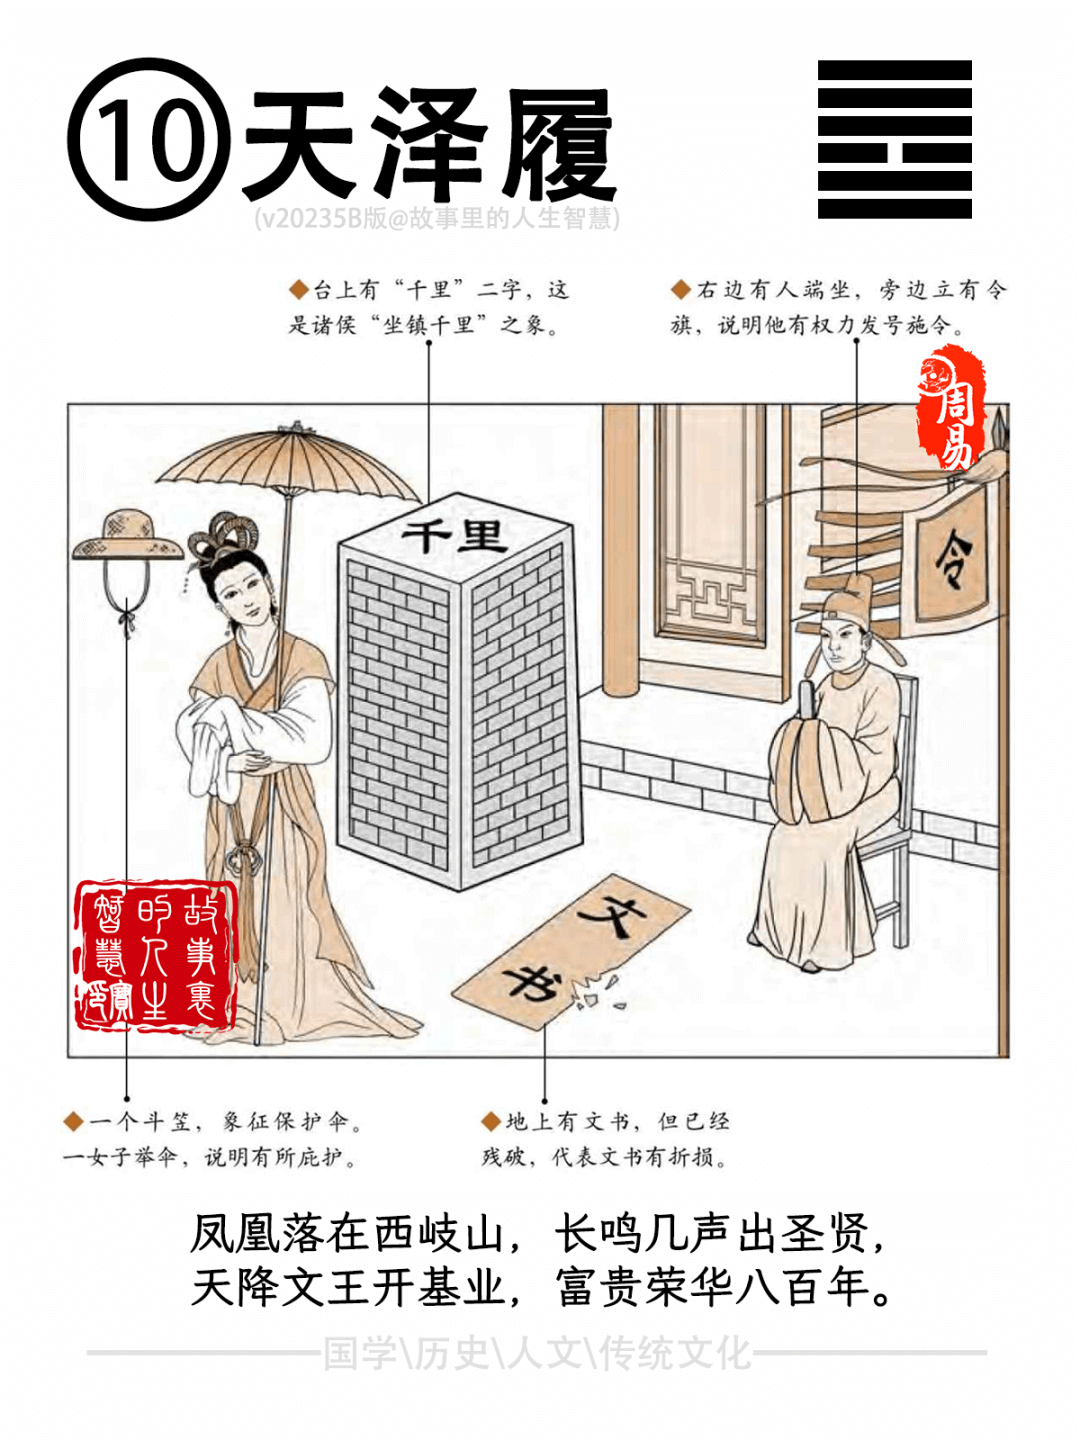 10 天泽履
(v20235B版@故事里的人生智慧)
◆台上有“千里”二字，这
是诸侯“坐镇千里”之象。
◆右边有人端坐，旁边立有令
旗，说明他有权力发号施令。
周易
千里
令
文书
故事里
的人生
智慧
◆一个斗笠，象征保护伞。
一女子举伞，说明有所庇护。
◆地上有文书，但已经
残破，代表文书有折损。
凤凰落在西岐山，长鸣几声出圣贤，
天降文王开基业，富贵荣华八百年。
国学\历史\人文\传统文化